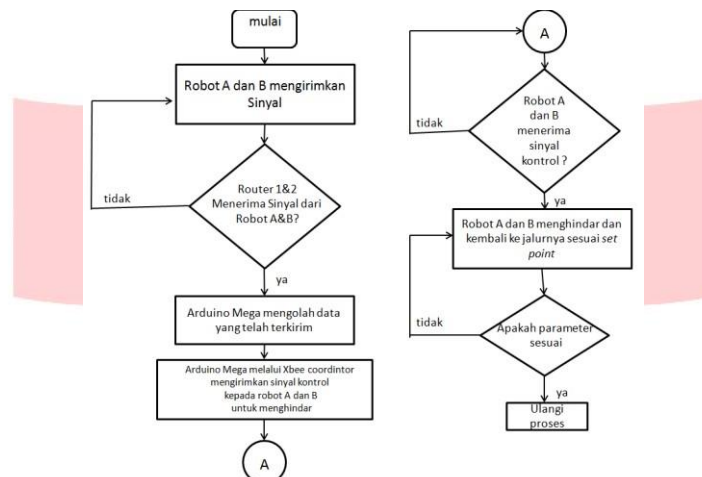 mulai
Robot A dan B mengirimkan
Sinyal
tidak
Router 1&2
Menerima Sinyal dari
Robot A&B?
ya
Arduino Mega mengolah data
yang telah terkirim
Arduino Mega melalui Xbee coordintor
mengirimkan sinyal kontrol
kepada robot A dan B
untuk menghindar
A
A
Robot A
dan B
menerima
sinyal
kontrol ?
tidak
ya
Robot A dan B menghindar dan
kembali ke jalurnya sesuai set
point
tidak
Apakah parameter
sesuai
ya
Ulangi
proses